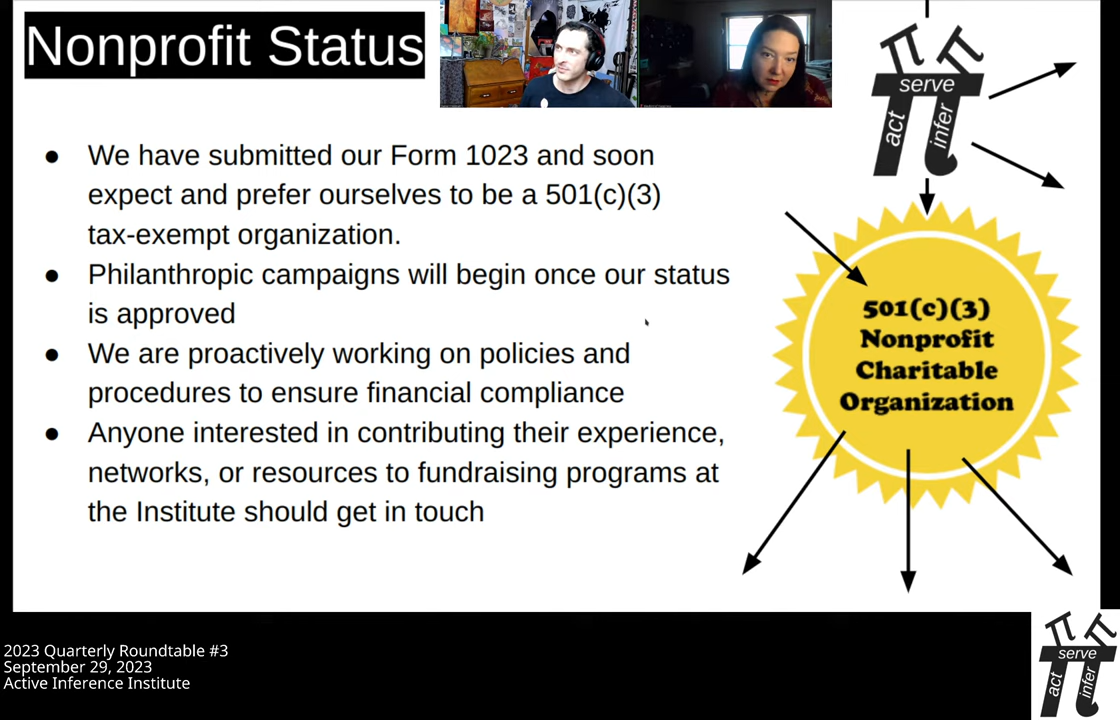 Nonprofit Status
● We have submitted our Form 1023 and soon
expect and prefer ourselves to be a 501(c)(3)
tax-exempt organization.
● Philanthropic campaigns will begin once our status
is approved
● We are proactively working on policies and
procedures to ensure financial compliance
● Anyone interested in contributing their experience,
networks, or resources to fundraising programs at
the Institute should get in touch
π π
serve
act
infer
501(c)(3)
Nonprofit
Charitable
Organization
2023 Quarterly Roundtable #3
September 29, 2023
Active Inference Institute
π π
serve
act
infer